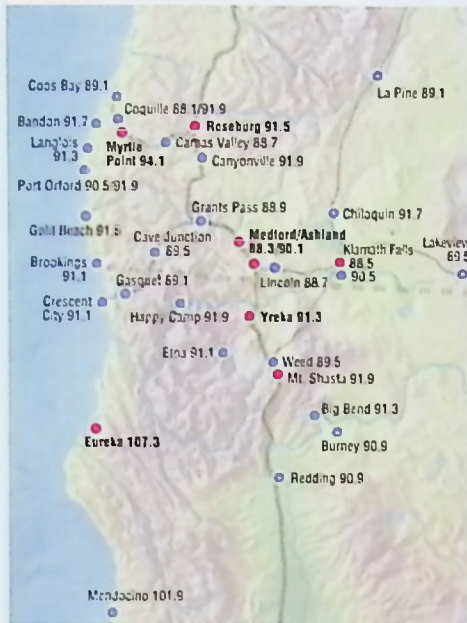 Coos Bay 89.1
La Pine 89.1
Coquille 88.1/91.9
Bandon 91.7
Roseburg 91.5
Langlois
91.3
Myrtle
Point 94.1
Camas Valley 88.7
Canyonville 91.9
Port Orford 90.5/91.9
Grants Pass 88.9
Chiloquin 91.7
Gold Beach 91.5
Cave Junction
89.5
Medford/Ashland
88.3/90.1
Klamath Falls
88.5
90.5
Lakeview
89.5
Brookings
91.1
Lincoln 88.7
Gasquet 89.1
Crescent
City 91.1
Happy Camp 91.9
Yreka 91.3
Etna 91.1
Weed 89.5
Mt. Shasta 91.9
Big Bend 91.3
Eureka 107.3
Burney 90.9
Redding 90.9
Mendocino 101.9